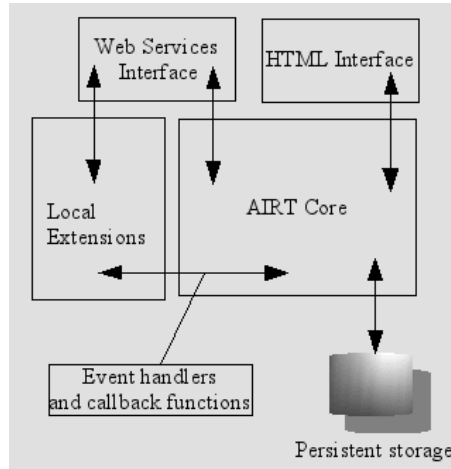 Web Services
Interface
HTML Interface
Local
Extensions
AIRT Core
Event handlers
and callback functions
Persistent storage